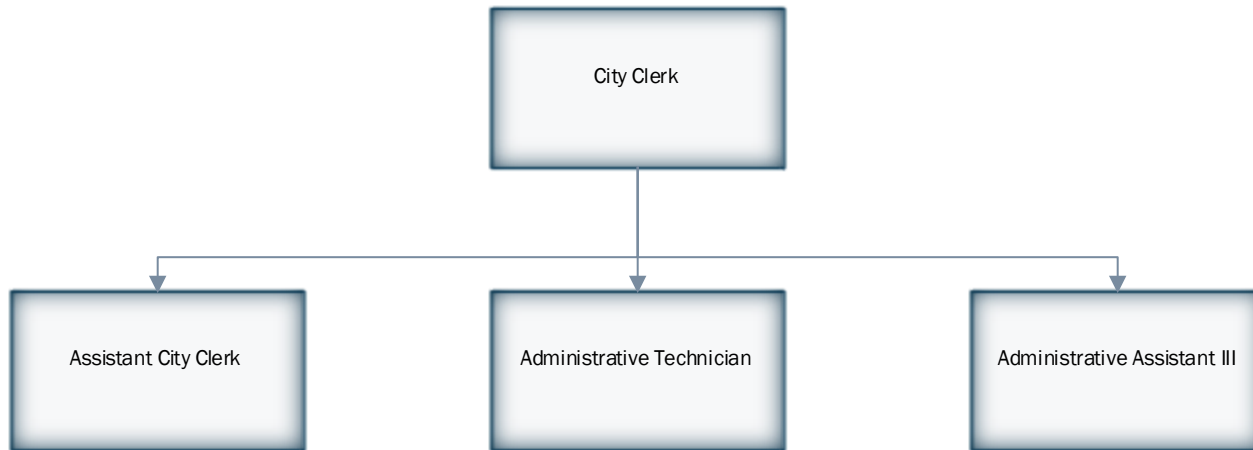 City Clerk
Assistant City Clerk
Administrative Technician
Administrative Assistant III